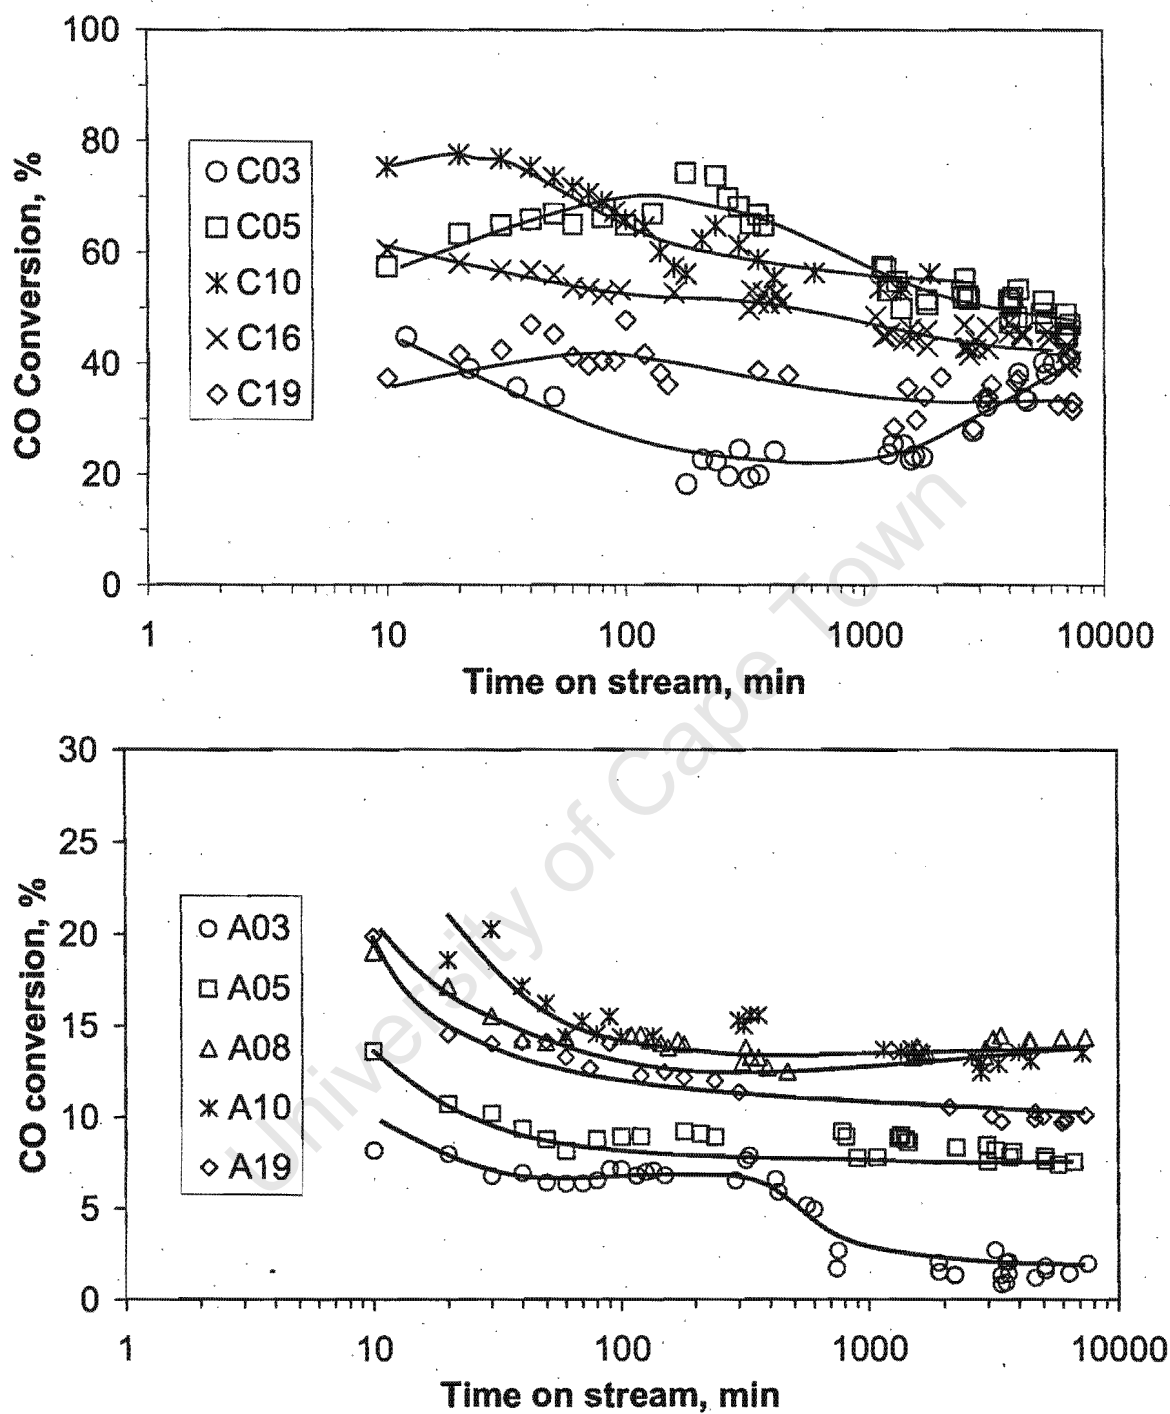 100
80
60
40
20
0
CO Conversion, %
C03
C05
C10
C16
C19
1 10 100 1000 10000
Time on stream, min
30
25
20
15
10
5
0
CO conversion, %
A03
A05
A08
A10
A19
1 10 100 1000 10000
Time on stream, min
University of Cape Town